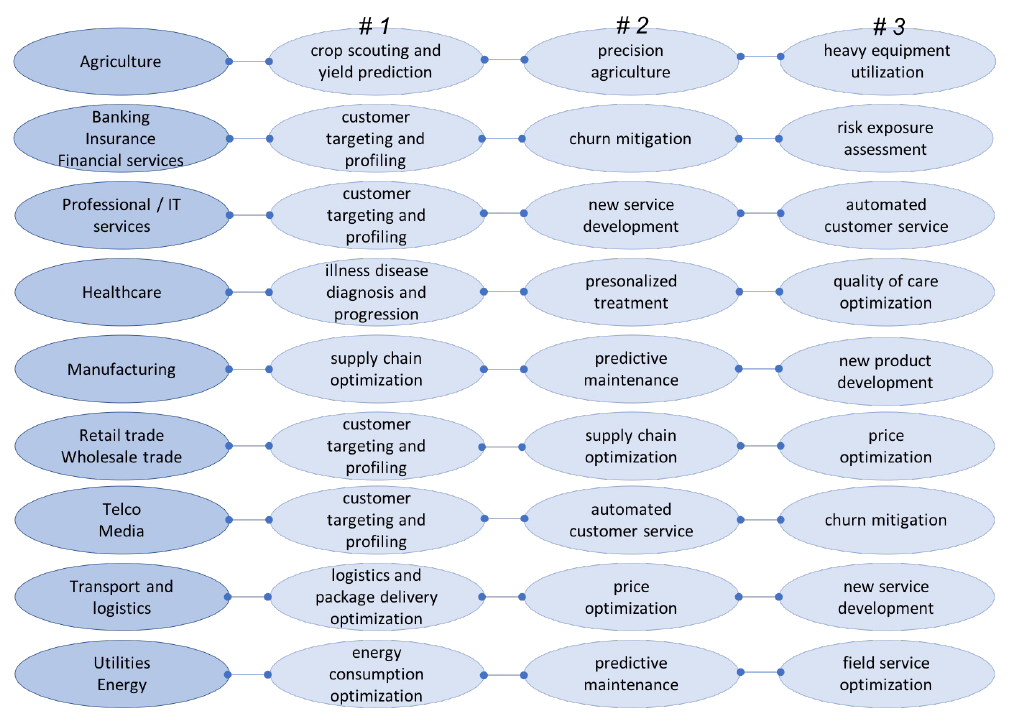 # 1
# 2
# 3
Agriculture
crop scouting and
yield prediction
precision
agriculture
heavy equipment
utilization
Banking
Insurance
Financial services
customer
targeting and
profiling
churn mitigation
risk exposure
assessment
Professional / IT
services
customer
targeting and
profiling
new service
development
automated
customer service
Healthcare
illness disease
diagnosis and
progression
presonalized
treatment
quality of care
optimization
Manufacturing
supply chain
optimization
predictive
maintenance
new product
development
Retail trade
Wholesale trade
customer
targeting and
profiling
supply chain
optimization
price
optimization
Telco
Media
customer
targeting and
profiling
automated
customer service
churn mitigation
Transport and
logistics
logistics and
package delivery
optimization
price
optimization
new service
development
Utilities
Energy
energy
consumption
optimization
predictive
maintenance
field service
optimization